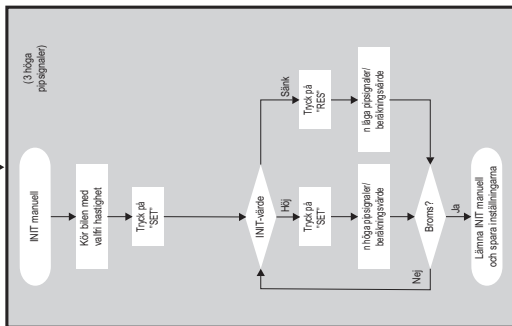 INIT manuell
(3 höga
pipsignaler)
Kör bilen med
valfri hastighet
Tryck på
"SET"
INIT-värde
Höj
Sänk
Tryck på
"SET"
Tryck på
"RES"
n höga pipsignaler/
beräkningsvärde
n låga pipsignaler/
beräkningsvärde
Broms?
Nej
Ja
Lämna INIT manuell
och spara inställningarna